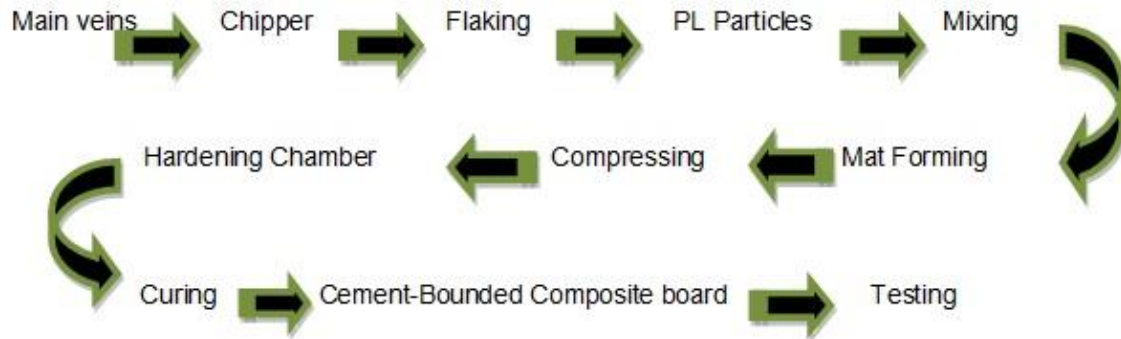 Main veins Chipper Flaking PL Particles Mixing
Hardening Chamber Compressing Mat Forming
Curing Cement-Bounded Composite board Testing